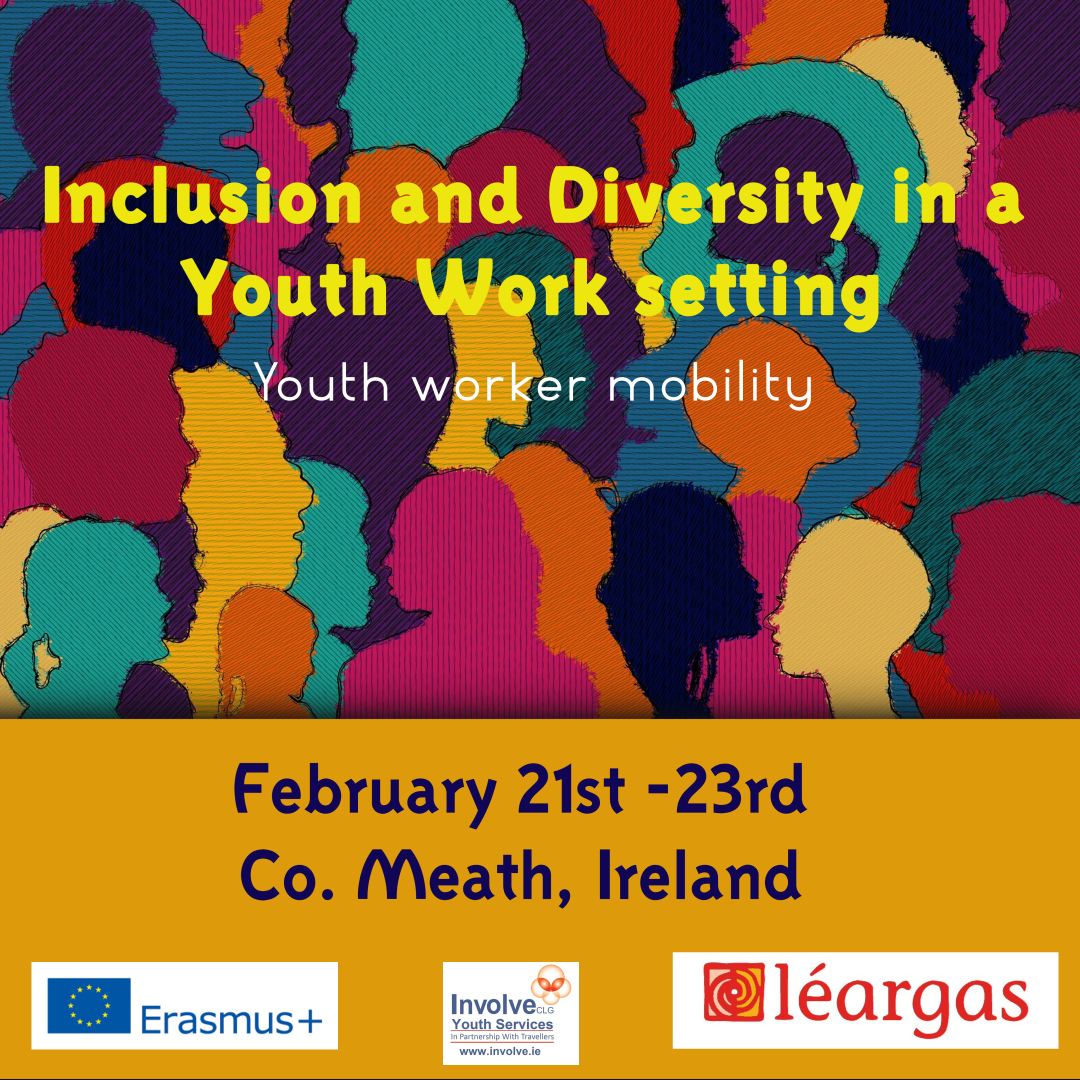 Inclusion and Diversity in a
Youth Work setting
Youth worker mobility
February 21st -23rd
Co. Meath, Ireland
Erasmus+
Involve CLG
Youth Services
In Partnership With Travellers
www.involve.ie
léargas